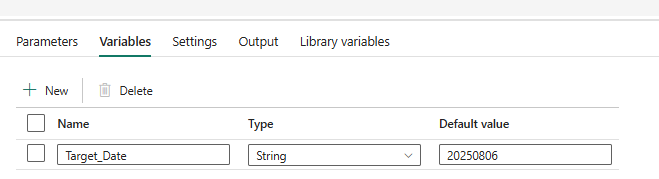 Parameters Variables Settings Output Library variables
New Delete
Name Type Default value
Target_Date String 20250806